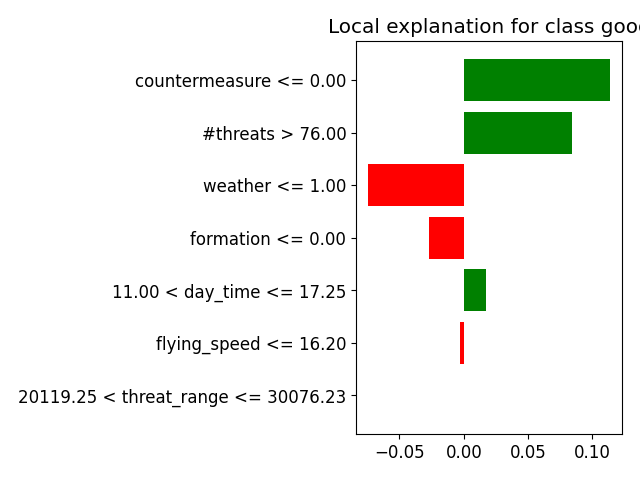 Local explanation for class goo
countermeasure <= 0.00
#threats > 76.00
weather <= 1.00
formation <= 0.00
11.00 < day_time <= 17.25
flying_speed <= 16.20
20119.25 < threat_range <= 30076.23
−0.05 0.00 0.05 0.10